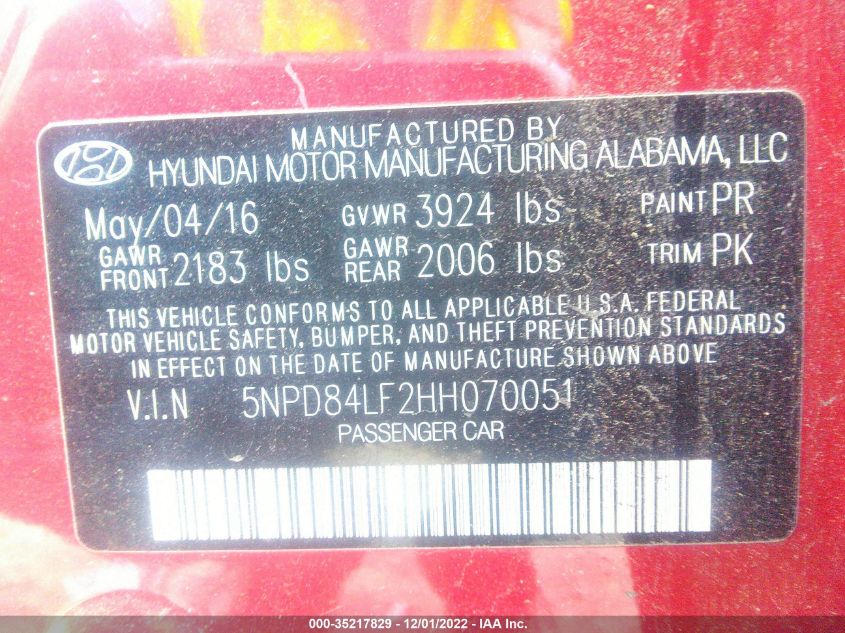 MANUFACTURED BY
HYUNDAI MOTOR MANUFACTURING ALABAMA, LLC
May/04/16 GVWR 3924 lbs PAINT PR
GAWR FRONT 2183 lbs GAWR REAR 2006 lbs TRIM PK
THIS VEHICLE CONFORMS TO ALL APPLICABLE U.S.A. FEDERAL
MOTOR VEHICLE SAFETY, BUMPER, AND THEFT PREVENTION STANDARDS
IN EFFECT ON THE DATE OF MANUFACTURE SHOWN ABOVE
V.I.N 5NPD84LF2HH070051
PASSENGER CAR
000-35217829 - 12/01/2022 - IAA Inc.